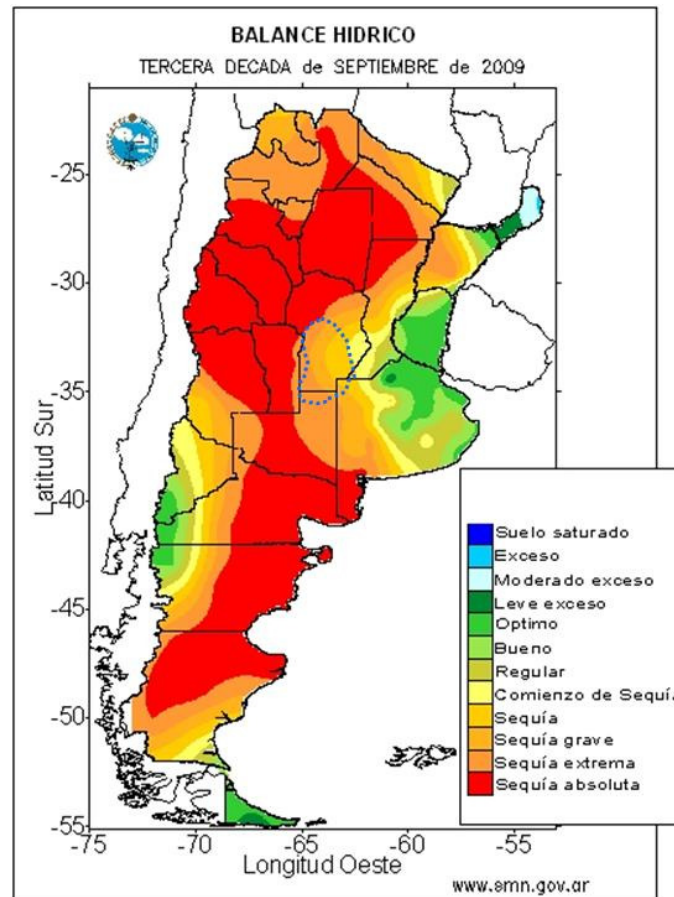 BALANCE HIDRICO
TERCERA DECADA de SEPTIEMBRE de 2009
-25
-30
-35
-40
-45
-50
-55
Latitud Sur
-75
-70
-65
-60
-55
Longitud Oeste
Suelo saturado
Exceso
Moderado exceso
Leve exceso
Optimo
Bueno
Regular
Comienzo de Sequí.
Sequía
Sequía grave
Sequía extrema
Sequía absoluta
www.smn.gov.ar